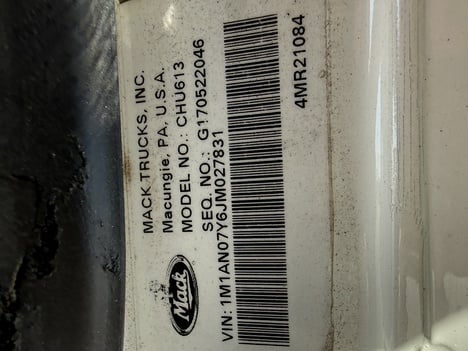 MACK TRUCKS, INC.
Macungie, PA, U.S.A.
MODEL NO.: CHU613
SEQ. NO.: G170522046
Mack
VIN: 1M1AN07Y6JM027831
4MR21084